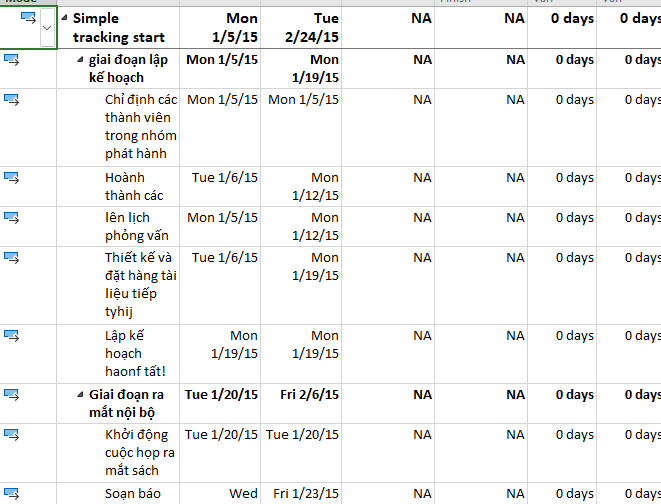 Simple tracking start Mon 1/5/15 Tue 2/24/15 NA NA 0 days 0 days
giai đoạn lập kế hoạch Mon 1/5/15 Mon 1/19/15 NA NA 0 days 0 days
Chỉ định các thành viên trong nhóm phát hành Mon 1/5/15 Mon 1/5/15 NA NA 0 days 0 days
Hoành thành các Tue 1/6/15 Mon 1/12/15 NA NA 0 days 0 days
lên lịch phỏng vấn Mon 1/5/15 Mon 1/12/15 NA NA 0 days 0 days
Thiết kế và đặt hàng tài liệu tiếp tyhij Tue 1/6/15 Mon 1/19/15 NA NA 0 days 0 days
Lập kế hoạch haonf tất! Mon 1/19/15 Mon 1/19/15 NA NA 0 days 0 days
Giai đoạn ra mắt nội bộ Tue 1/20/15 Fri 2/6/15 NA NA 0 days 0 days
Khởi động cuộc họp ra mắt sách Tue 1/20/15 Tue 1/20/15 NA NA 0 days 0 days
Soạn báo Wed Fri 1/23/15 NA NA 0 days 0 days